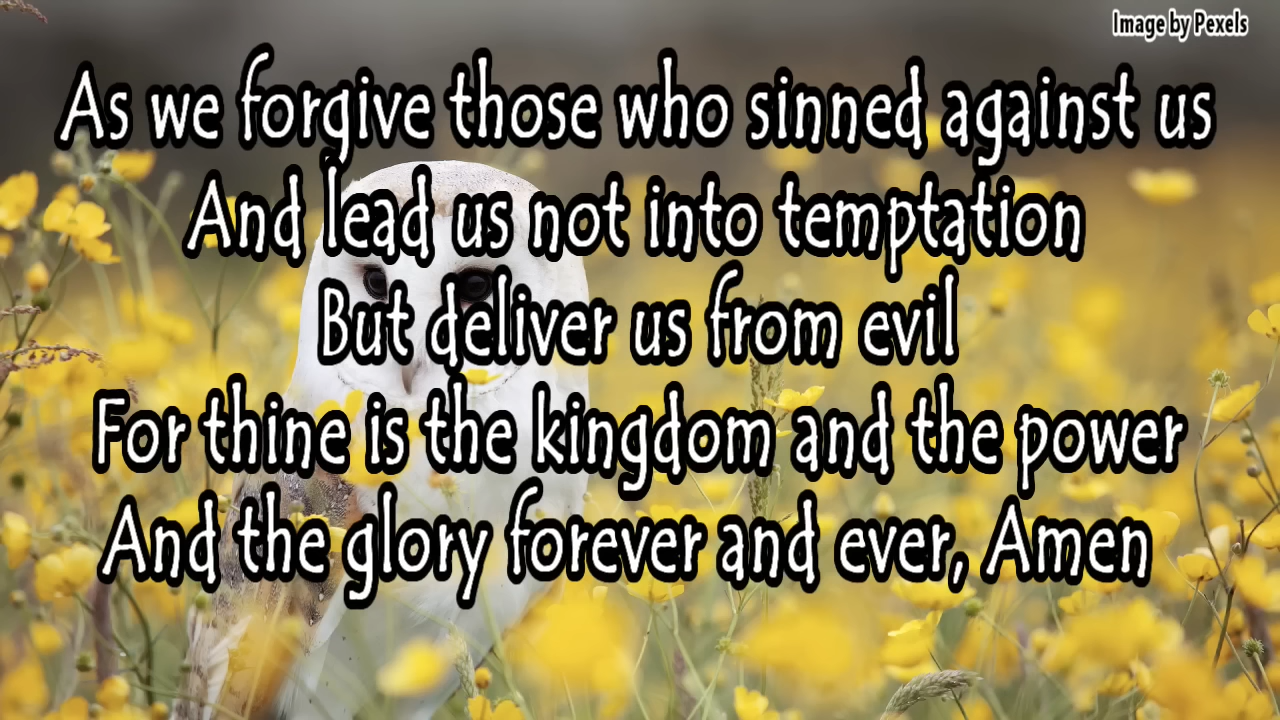 Image by Pexels
As we forgive those who sinned against us
And lead us not into temptation
But deliver us from evil
For thine is the kingdom and the power
And the glory forever and ever, Amen